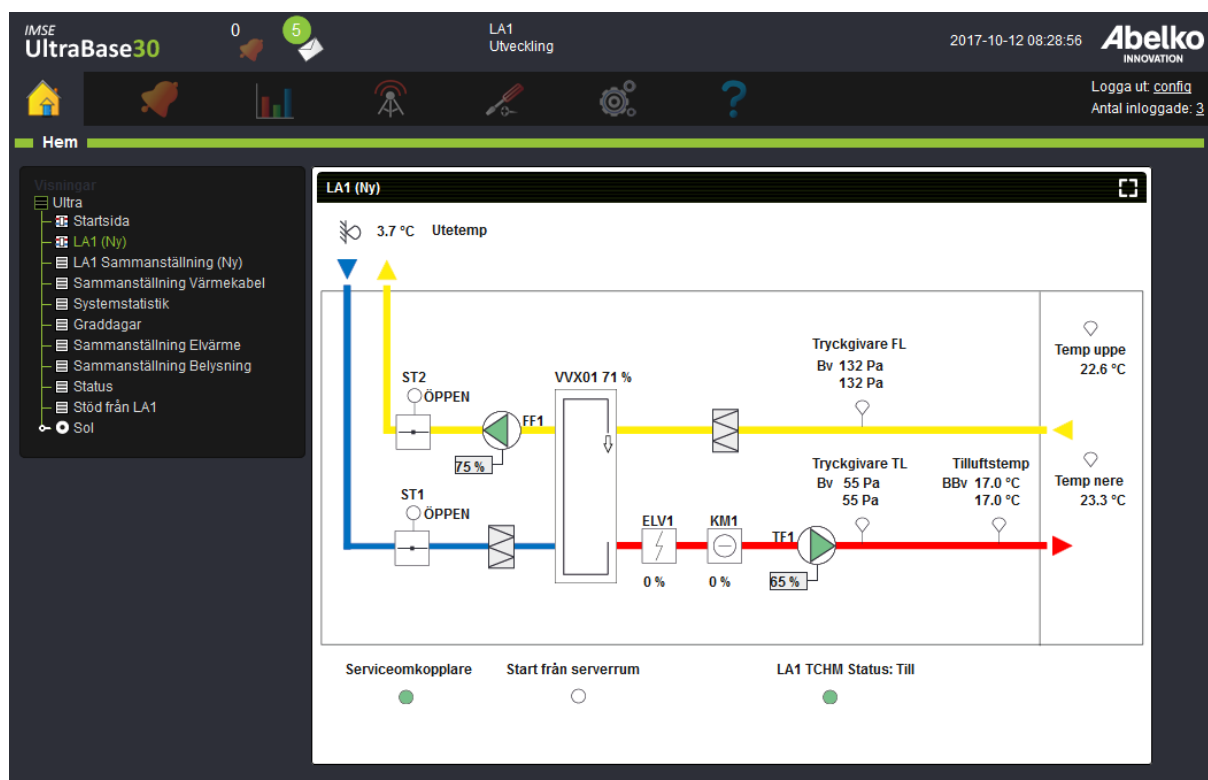 IMSE
UltraBase30
0
5
LA1
Utveckling
2017-10-12 08:28:56
Abelko
INNOVATION
Logga ut: config
Antal inloggade: 3
Hem
Visningar
Ultra
Startsida
LA1 (Ny)
LA1 Sammanställning (Ny)
Sammanställning Värmekabel
Systemstatistik
Graddagar
Sammanställning Elvärme
Sammanställning Belysning
Status
Stöd från LA1
Sol
LA1 (Ny)
3.7 °C Utetemp
Tryckgivare FL
Bv 132 Pa
132 Pa
Temp uppe
22.6 °C
ST2
ÖPPEN
VVX01 71 %
FF1
75 %
Tryckgivare TL
Bv 55 Pa
55 Pa
Tilluftstemp
BBv 17.0 °C
17.0 °C
Temp nere
23.3 °C
ST1
ÖPPEN
ELV1
KM1
TF1
0 %
0 %
65 %
Serviceomkopplare
Start från serverrum
LA1 TCHM Status: Till